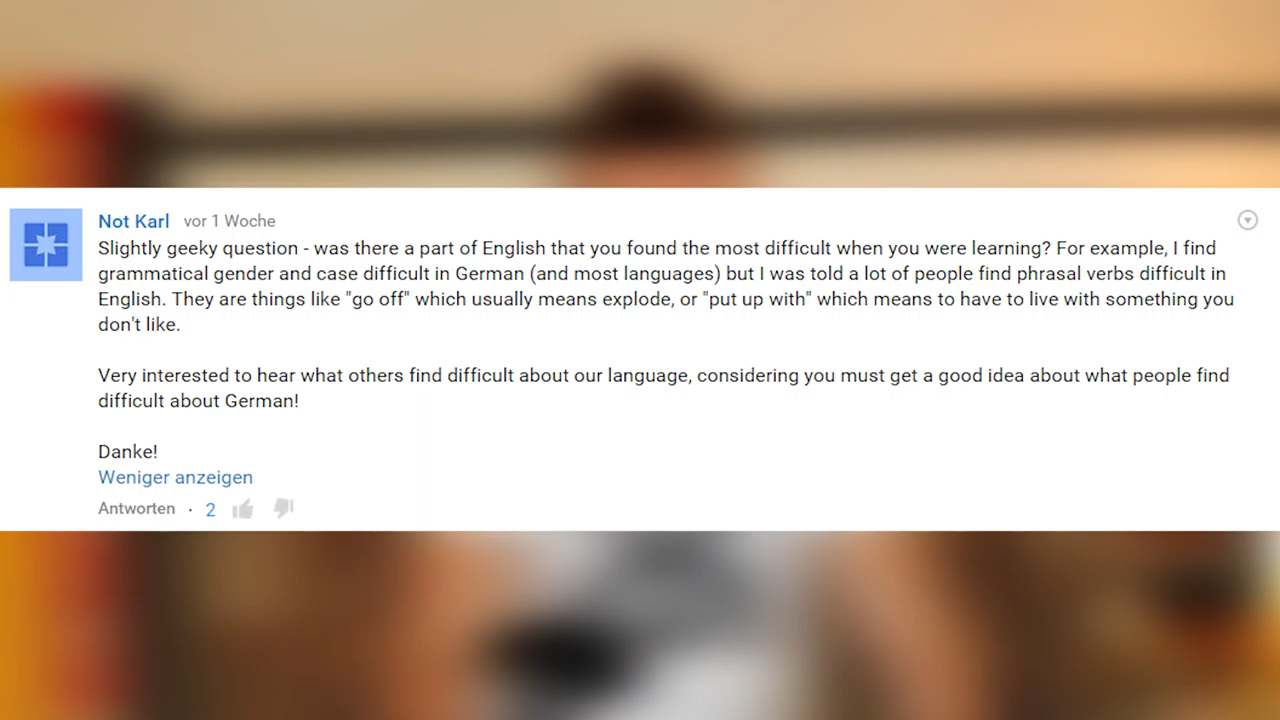 Not Karl vor 1 Woche
Slightly geeky question - was there a part of English that you found the most difficult when you were learning? For example, I find
grammatical gender and case difficult in German (and most languages) but I was told a lot of people find phrasal verbs difficult in
English. They are things like "go off" which usually means explode, or "put up with" which means to have to live with something you
don't like.
Very interested to hear what others find difficult about our language, considering you must get a good idea about what people find
difficult about German!
Danke!
Weniger anzeigen
Antworten · 2